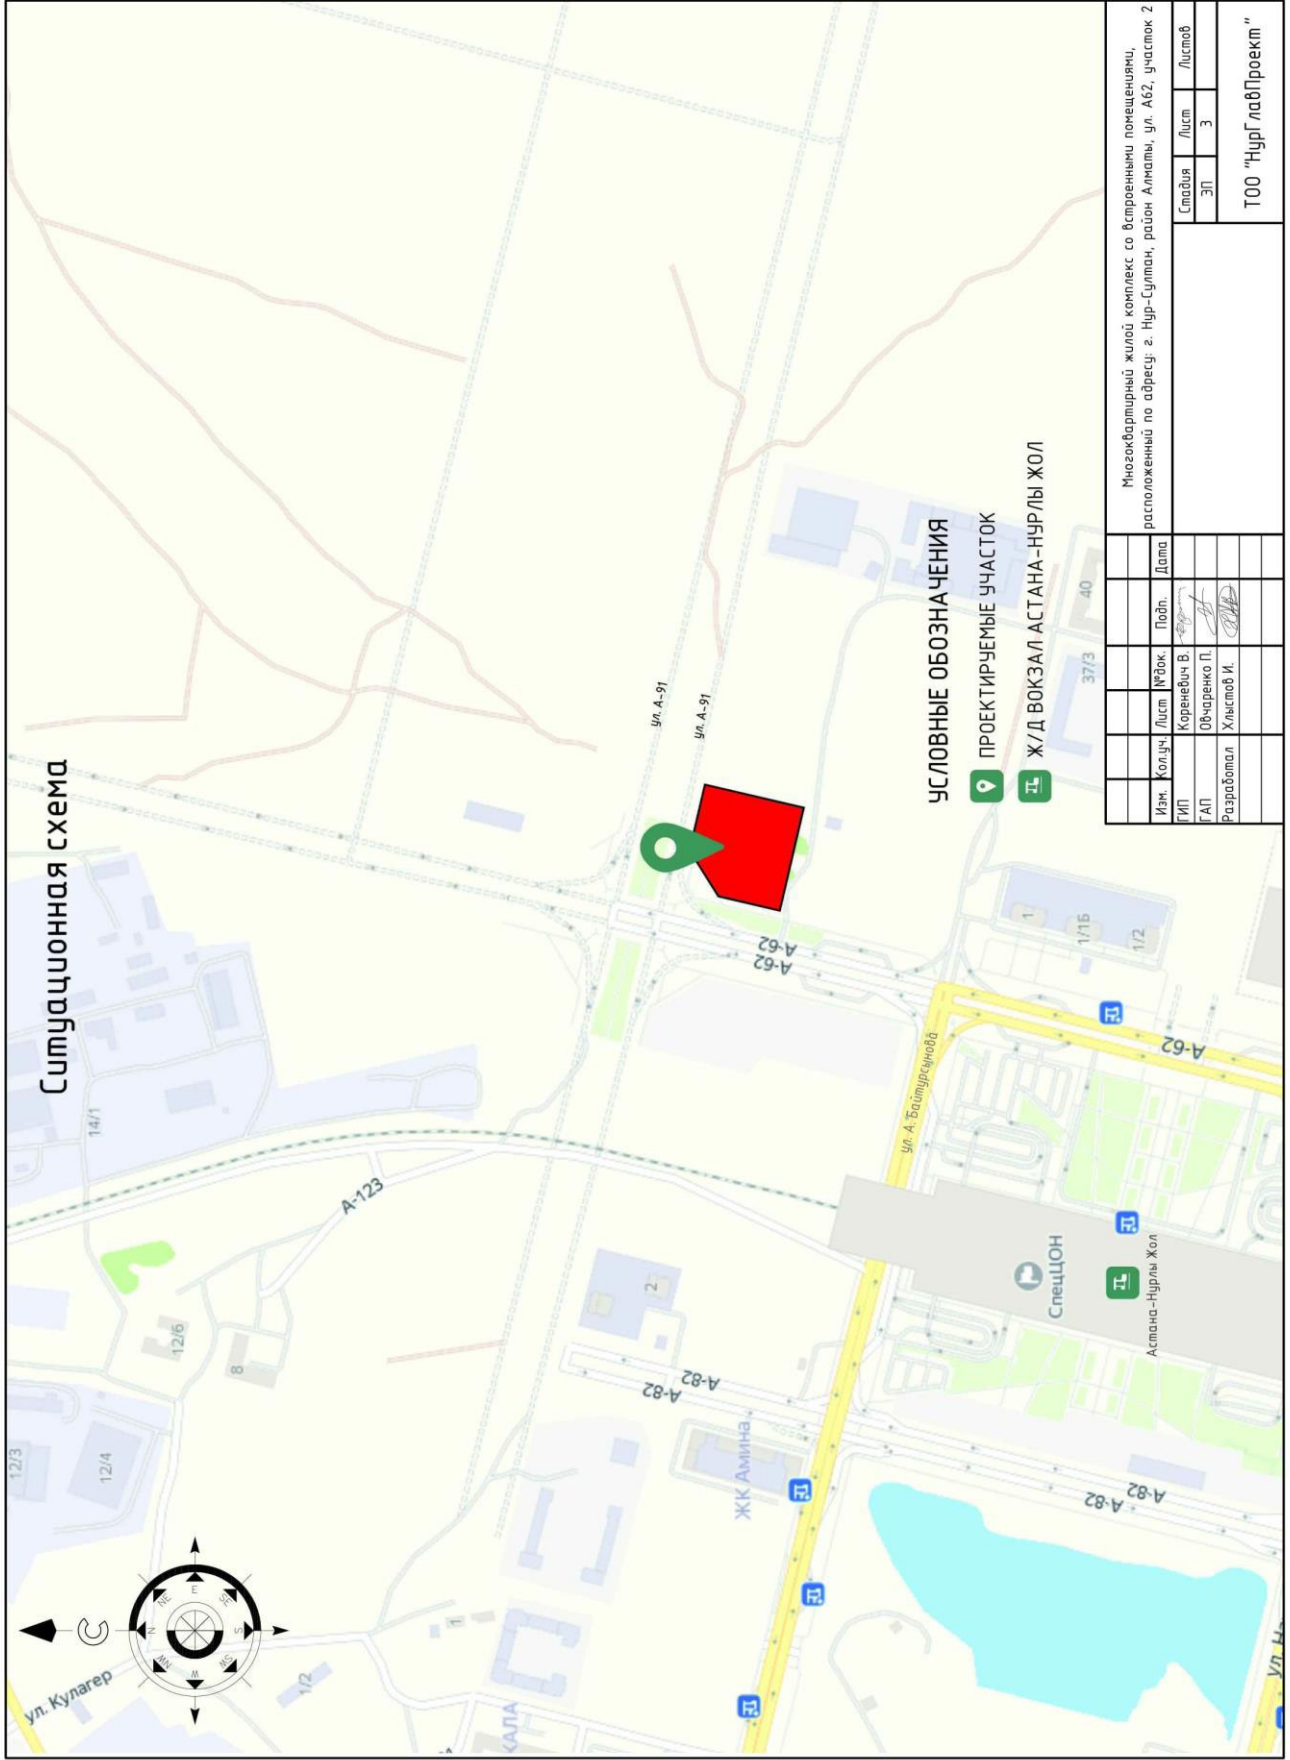 Ситуационная схема
С
N
NE
E
SE
S
SW
W
NW
ул. Кулагер
12/3
12/4
12/6
8
14/1
А-123
1/2
1
ул. А-91
ул. А-91
2
А-82
А-82
ЖК Амина
А-62
А-62
ул. А. Байтурсынова
СпецЦОН
Астана-Нурлы Жол
А-62
1
1/1Б
1/2
37/3
40
А-82
А-82
КАЛА
УСЛОВНЫЕ ОБОЗНАЧЕНИЯ
ПРОЕКТИРУЕМЫЕ УЧАСТОК
Ж/Д ВОКЗАЛ АСТАНА-НУРЛЫ ЖОЛ
Многоквартирный жилой комплекс со встроенными помещениями,
расположенный по адресу: г. Нур-Султан, район Алматы, ул. А62, участок 2
Изм. Кол.уч. Лист №док. Подп. Дата
ГИП Кореневич В.
ГАП Овчаренко П.
Разработал Хлыстов И.
Стадия Лист Листов
ЭП 3
ТОО "НурГлавПроект"